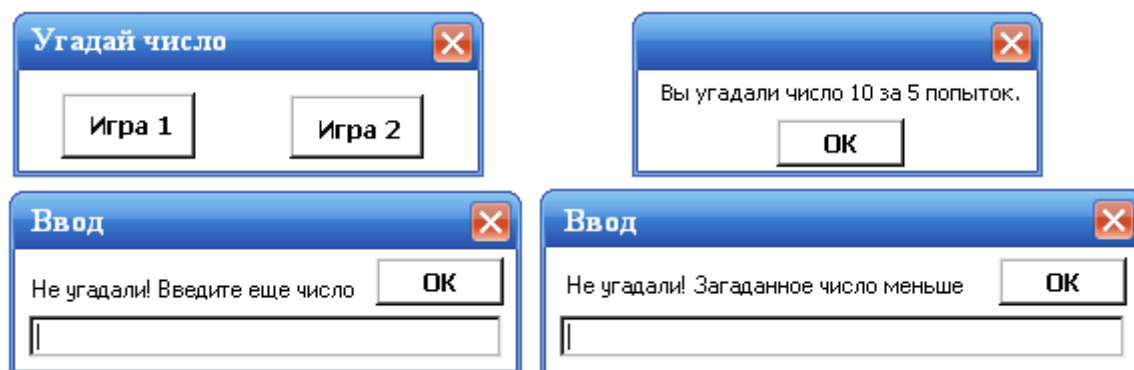 Угадай число
Игра 1
Игра 2
Вы угадали число 10 за 5 попыток.
ОК
Ввод
Не угадали! Введите еще число
ОК
Ввод
Не угадали! Загаданное число меньше
ОК